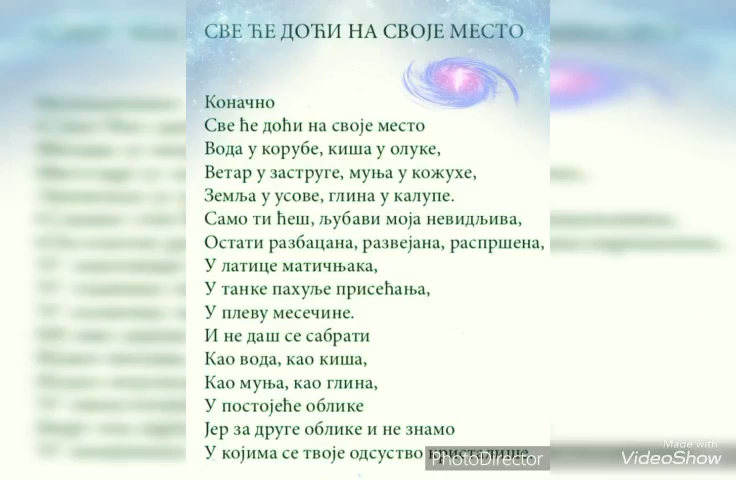 СВЕ ЋЕ ДОЋИ НА СВОЈЕ МЕСТО
Коначно
Све ће доћи на своје место
Вода у корубе, киша у олуке,
Ветар у заструге, муња у кожухе,
Земља у усове, глина у калупе.
Само ти ћеш, љубави моја невидљива,
Остати разбацана, развејана, распршена,
У латице матичњака,
У танке пахуље присећања,
У плеву месечине.
И не даш се сабрати
Као вода, као киша,
Као муња, као глина,
У постојеће облике
Јер за друге облике и не знамо
У којима се твоје одсуство
PhotoDirector
Made with
VideoShow